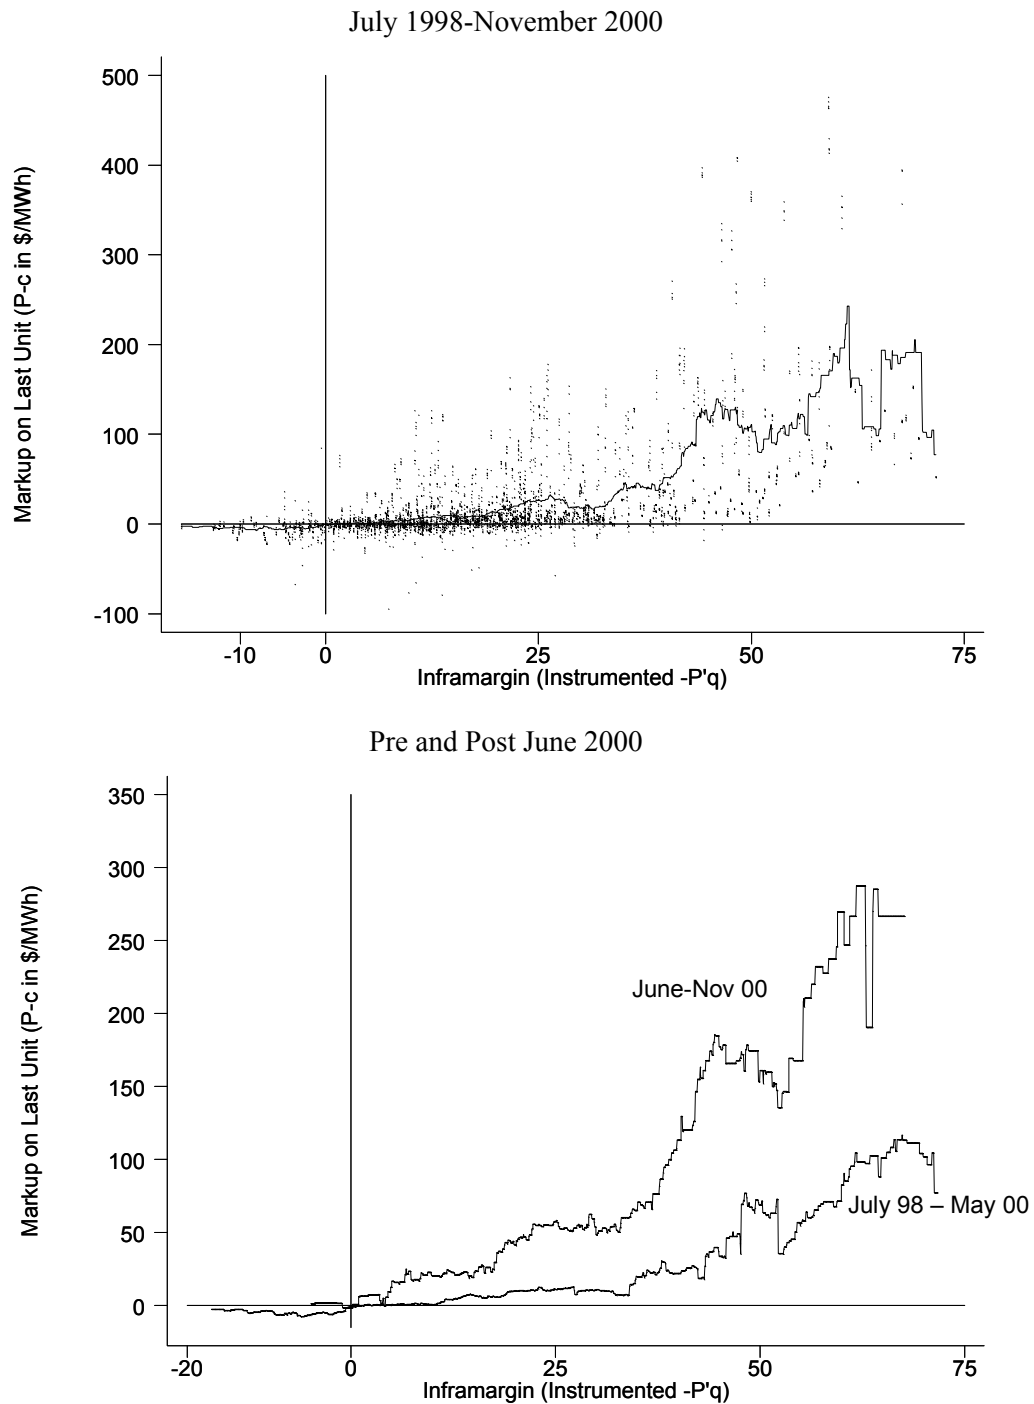 July 1998-November 2000
500
400
300
200
100
0
-100
Markup on Last Unit (P-c in $/MWh)
-10 0 25 50 75
Inframargin (Instrumented -P'q)
Pre and Post June 2000
350
300
250
200
150
100
50
0
Markup on Last Unit (P-c in $/MWh)
June-Nov 00
July 98 – May 00
-20 0 25 50 75
Inframargin (Instrumented -P'q)